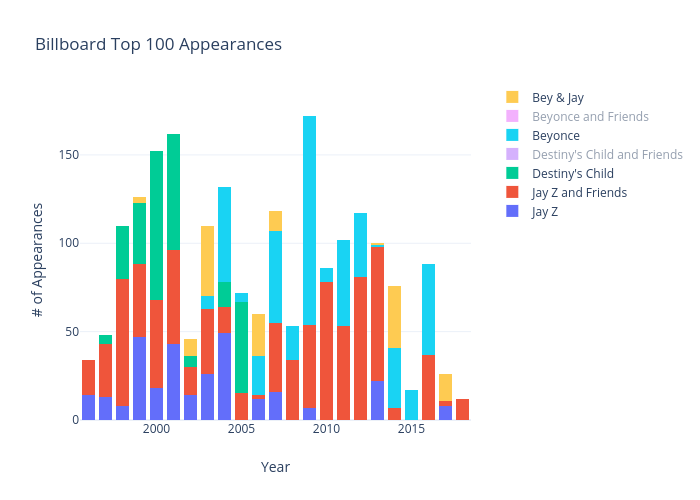 Billboard Top 100 Appearances
Bey & Jay
Beyonce and Friends
Beyonce
Destiny's Child and Friends
Destiny's Child
Jay Z and Friends
Jay Z
# of Appearances
150
100
50
0
2000
2005
2010
2015
Year